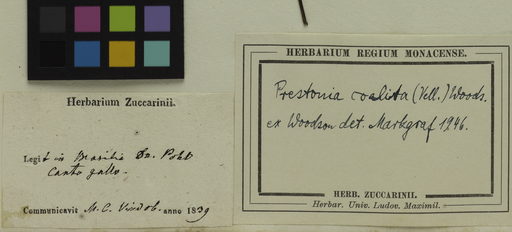 Herbarium Zuccarinii.
Legit in Brasilia Dr. Pohl
Canto gallo.
Communicavit M. C. Vindob. anno 1839
HERBARIUM REGIUM MONACENSE.
Prestonia coalita (Vell.) Woods.
ex Woodson det. Markgraf 1946.
HERB. ZUCCARINII.
Herbar. Univ. Ludov. Maximil.